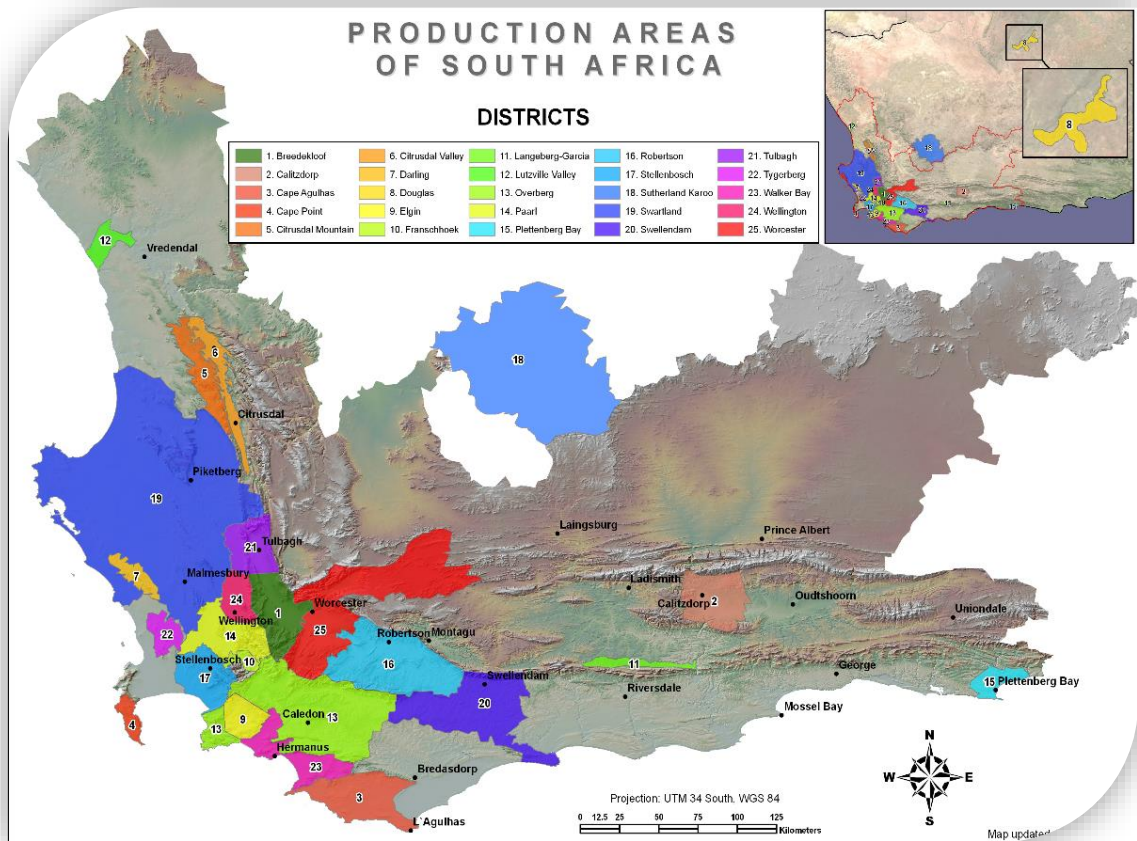 PRODUCTION AREAS
OF SOUTH AFRICA
DISTRICTS
1. Breedekloof
2. Calitzdorp
3. Cape Agulhas
4. Cape Point
5. Citrusdal Mountain
6. Citrusdal Valley
7. Darling
8. Douglas
9. Elgin
10. Franschhoek
11. Langeberg-Garcia
12. Lutzville Valley
13. Overberg
14. Paarl
15. Plettenberg Bay
16. Robertson
17. Stellenbosch
18. Sutherland Karoo
19. Swartland
20. Swellendam
21. Tulbagh
22. Tygerberg
23. Walker Bay
24. Wellington
25. Worcester
8
8
12
Vredendal
18
6
5
Citrusdal
Piketberg
19
Laingsburg
Prince Albert
21
Tulbagh
7
Malmesbury
Ladismith
Calitzdorp
2
Oudtshoorn
24
Wellington
1
Worcester
25
Uniondale
22
14
Robertson
Montagu
16
Stellenbosch
10
11
George
17
Swellendam
20
Riversdale
15
Plettenberg Bay
4
13
9
Caledon
13
Mossel Bay
Hermanus
23
Bredasdorp
3
L'Agulhas
N
W
E
S
Projection: UTM 34 South, WGS 84
0 12.5 25 50 75 100 125
Kilometers
Map updated